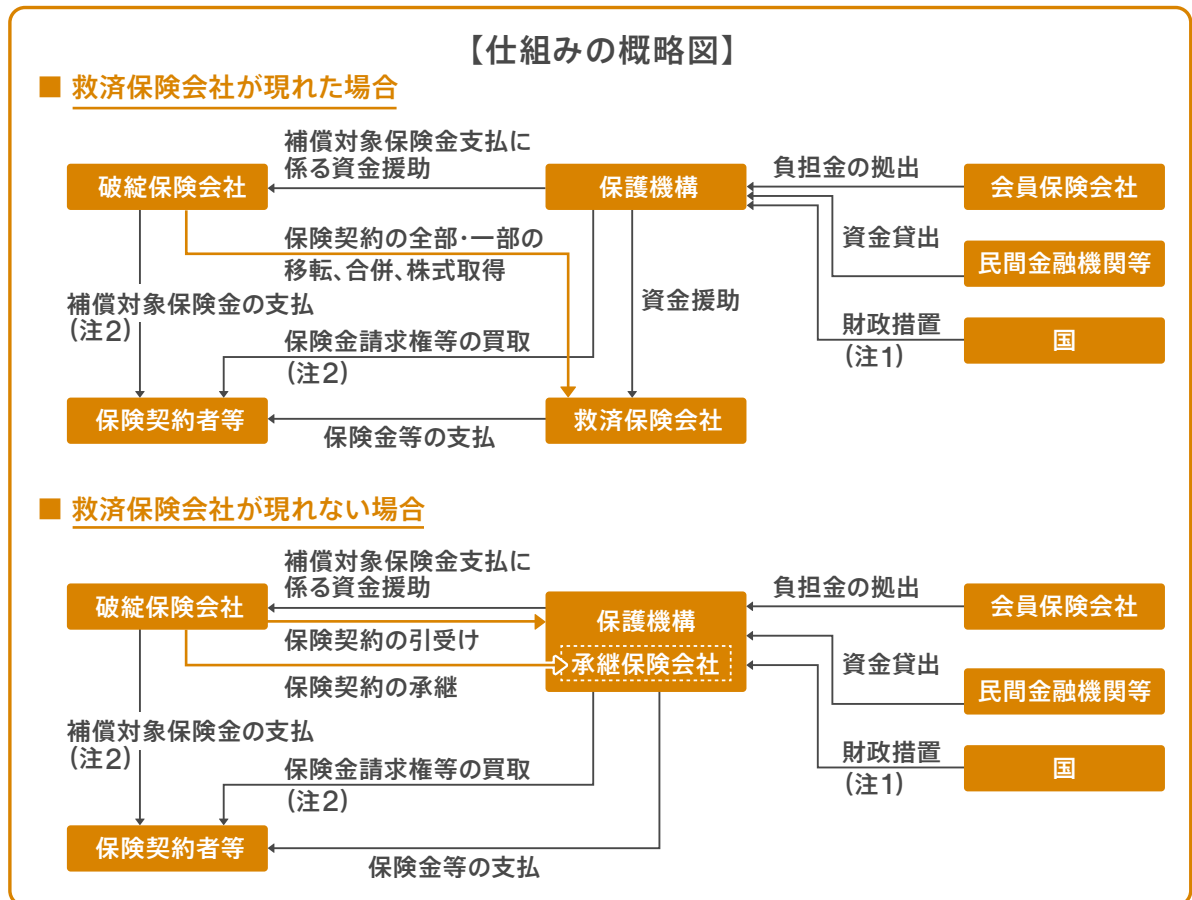 【仕組みの概略図】
■ 救済保険会社が現れた場合
補償対象保険金支払に
係る資金援助
破綻保険会社
保護機構
負担金の拠出
会員保険会社
保険契約の全部・一部の
移転、合併、株式取得
資金貸出
民間金融機関等
補償対象保険金の支払
(注2)
資金援助
財政措置
(注1)
国
保険金請求権等の買取
(注2)
保険契約者等
保険金等の支払
救済保険会社
■ 救済保険会社が現れない場合
補償対象保険金支払に
係る資金援助
破綻保険会社
保護機構
負担金の拠出
会員保険会社
保険契約の引受け
承継保険会社
資金貸出
保険契約の承継
民間金融機関等
補償対象保険金の支払
(注2)
財政措置
(注1)
国
保険金請求権等の買取
(注2)
保険契約者等
保険金等の支払